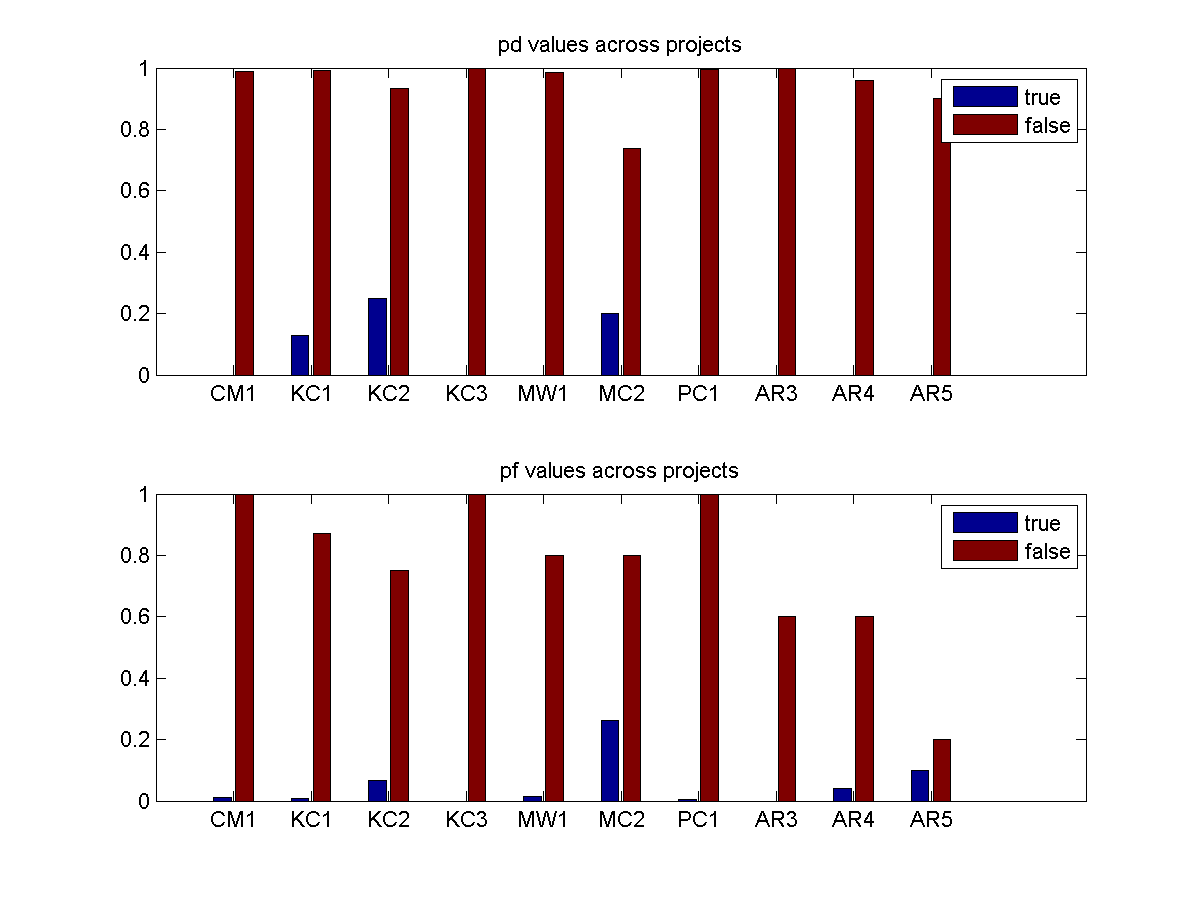 pd values across projects
1
0.8
0.6
0.4
0.2
0
true
false
CM1 KC1 KC2 KC3 MW1 MC2 PC1 AR3 AR4 AR5
pf values across projects
1
0.8
0.6
0.4
0.2
0
true
false
CM1 KC1 KC2 KC3 MW1 MC2 PC1 AR3 AR4 AR5